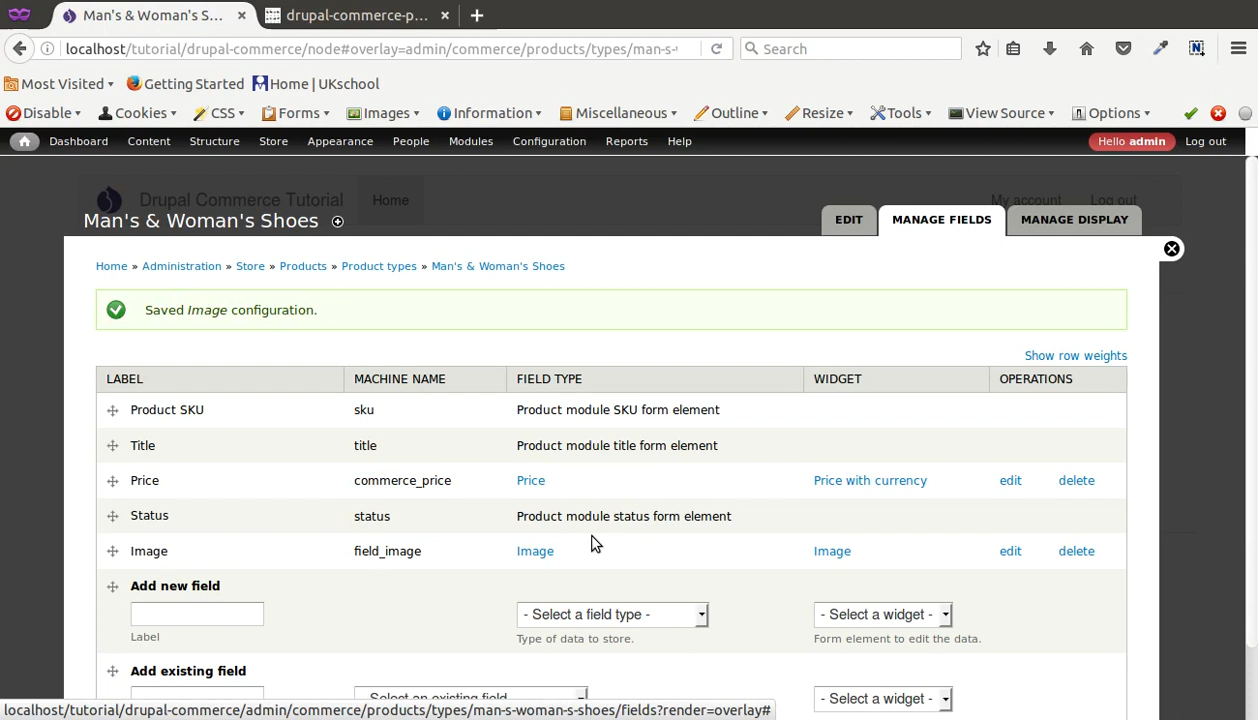 Man's & Woman's S...
drupal-commerce-p...
localhost/tutorial/drupal-commerce/node#overlay=admin/commerce/products/types/man-s-
Search
Most Visited
Getting Started
Home | UKschool
Disable
Cookies
CSS
Forms
Images
Information
Miscellaneous
Outline
Resize
Tools
View Source
Options
Dashboard
Content
Structure
Store
Appearance
People
Modules
Configuration
Reports
Help
Hello admin
Log out
Drupal Commerce Tutorial
Home
My account
Log out
Man's & Woman's Shoes
EDIT
MANAGE FIELDS
MANAGE DISPLAY
Home » Administration » Store » Products » Product types » Man's & Woman's Shoes
Saved Image configuration.
Show row weights
LABEL MACHINE NAME FIELD TYPE WIDGET OPERATIONS
Product SKU sku Product module SKU form element
Title title Product module title form element
Price commerce_price Price Price with currency edit delete
Status status Product module status form element
Image field_image Image Image edit delete
Add new field
- Select a field type - - Select a widget -
Label Type of data to store. Form element to edit the data.
Add existing field
- Select an existing field - - Select a widget -
localhost/tutorial/drupal-commerce/admin/commerce/products/types/man-s-woman-s-shoes/fields?render=overlay#